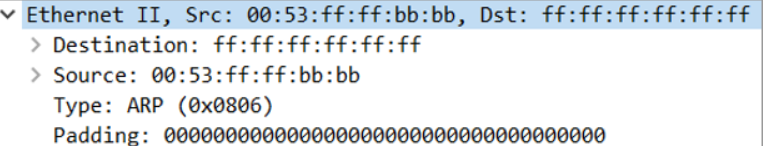 Ethernet II, Src: 00:53:ff:ff:bb:bb, Dst: ff:ff:ff:ff:ff:ff
Destination: ff:ff:ff:ff:ff:ff
Source: 00:53:ff:ff:bb:bb
Type: ARP (0x0806)
Padding: 000000000000000000000000000000000000